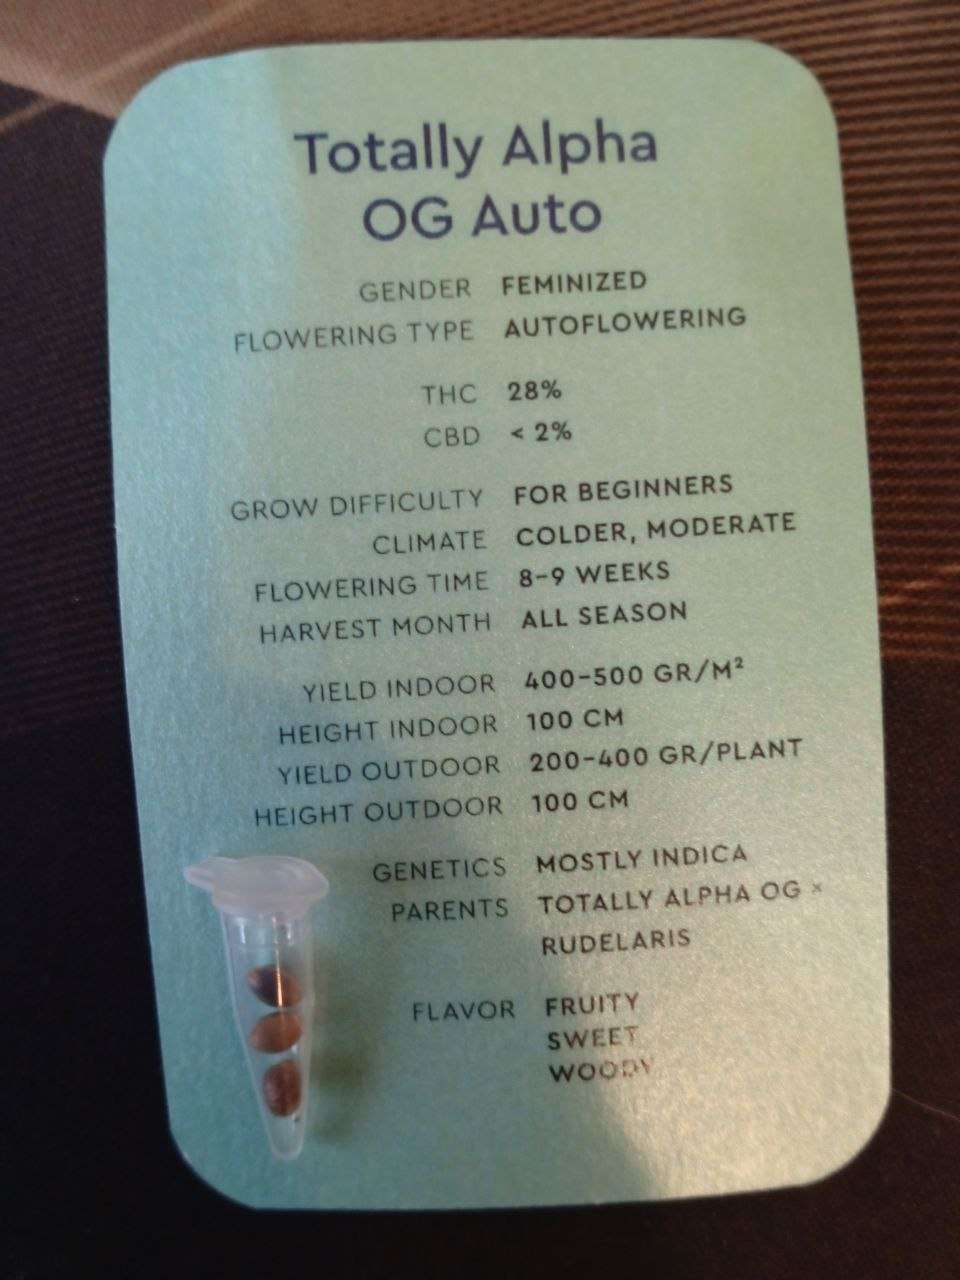 Totally Alpha
OG Auto
GENDER FEMINIZED
FLOWERING TYPE AUTOFLOWERING
THC 28%
CBD < 2%
GROW DIFFICULTY FOR BEGINNERS
CLIMATE COLDER, MODERATE
FLOWERING TIME 8-9 WEEKS
HARVEST MONTH ALL SEASON
YIELD INDOOR 400-500 GR/M²
HEIGHT INDOOR 100 CM
YIELD OUTDOOR 200-400 GR/PLANT
HEIGHT OUTDOOR 100 CM
GENETICS MOSTLY INDICA
PARENTS TOTALLY ALPHA OG ×
RUDELARIS
FLAVOR FRUITY
SWEET
WOODY